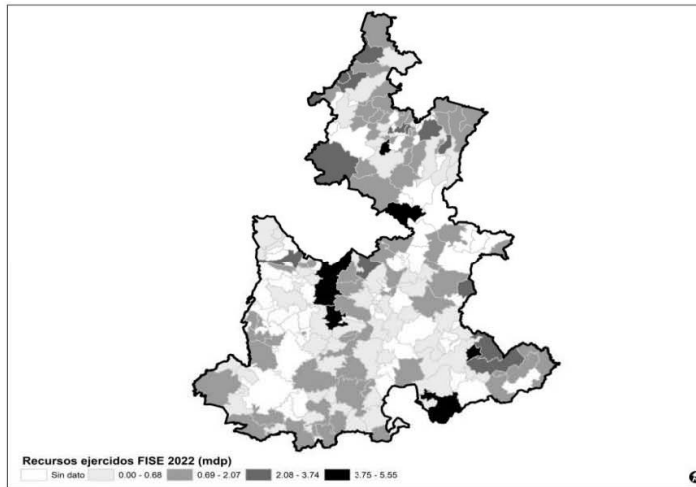 Recursos ejercidos FISE 2022 (mdp)
Sin dato 0.00 - 0.68 0.69 - 2.07 2.08 - 3.74 3.75 - 5.55